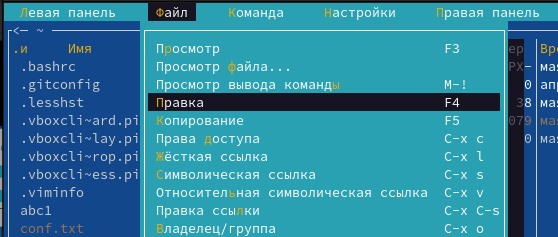 Левая панель Файл Команда Настройки Правая панель
<— ~
.и Имя Вре
Просмотр F3
.bashrc Просмотр файла... мая
.gitconfig Просмотр вывода команды M-! 0 апр
.lesshst Правка F4 38 мая
.vboxcli~ard.pi Копирование F5 079 мая
.vboxcli~lay.pi Права доступа C-x c 0 мая
.vboxcli~rop.pi Жёсткая ссылка C-x l
.vboxcli~ess.pi Символическая ссылка C-x s
.viminfo Относительная символическая ссылка C-x v
abc1 Правка ссылки C-x C-s
conf.txt Владелец/группа C-x o